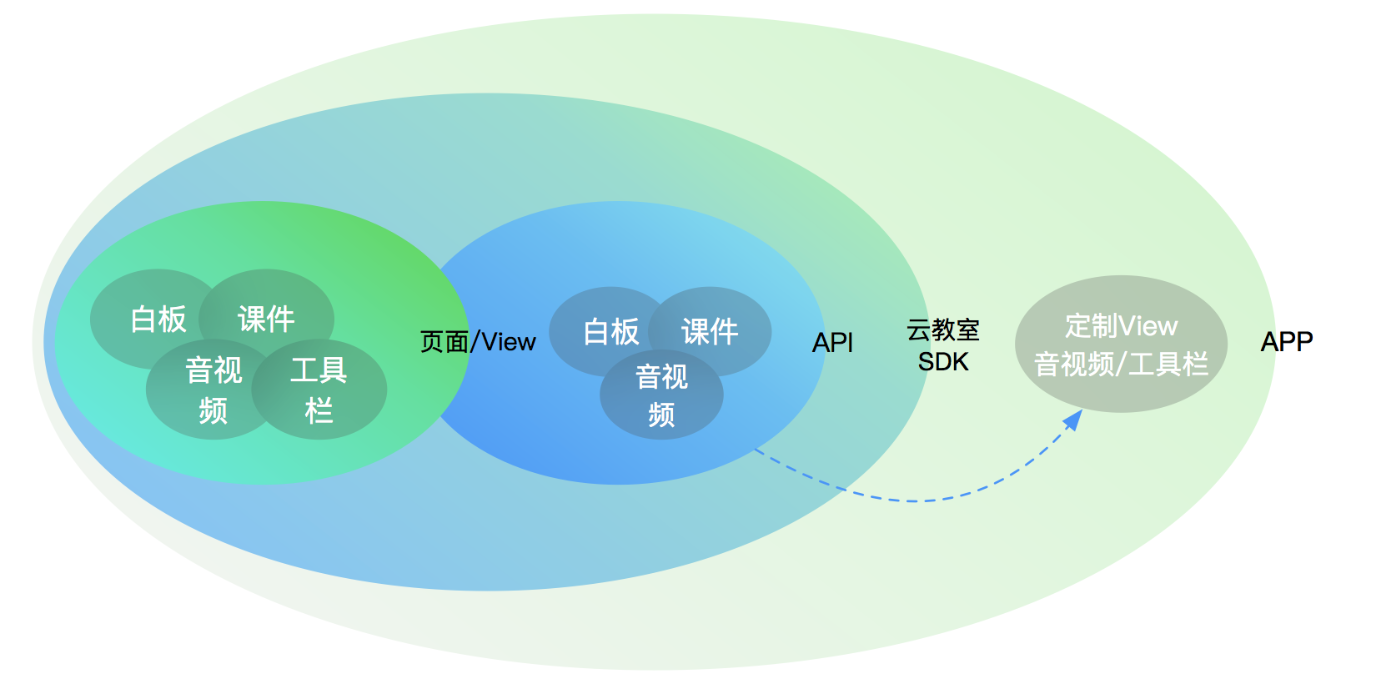 白板
课件
音视
频
工具
栏
页面/View
白板
课件
音视
频
API
云教室
SDK
定制View
音视频/工具栏
APP